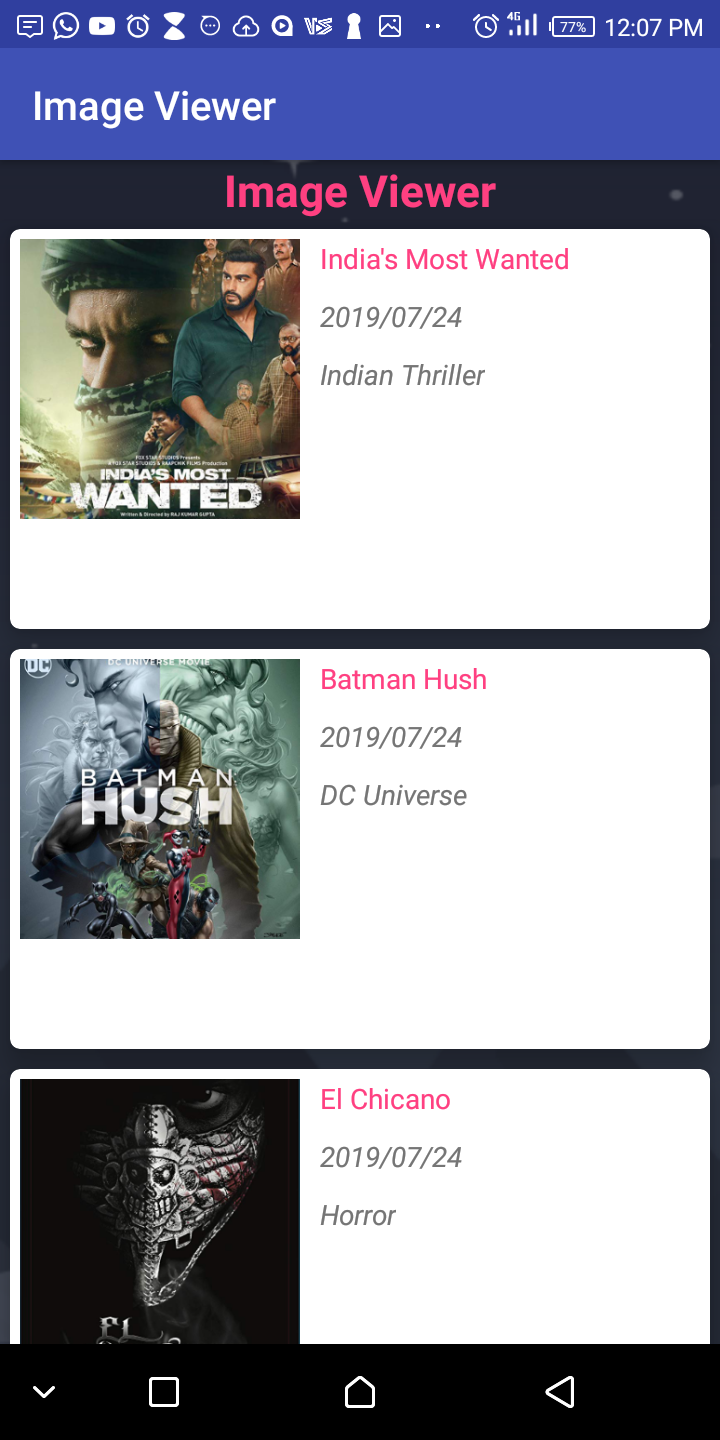 4G
77%
12:07 PM
Image Viewer
Image Viewer
FOX STAR STUDIOS Presents
A FOX STAR STUDIOS & RAAPCHIK FILMS Production
INDIA'S MOST
WANTED
Written & Directed by RAJ KUMAR GUPTA
India's Most Wanted
2019/07/24
Indian Thriller
DC
DC UNIVERSE MOVIE
BATMAN
HUSH
Batman Hush
2019/07/24
DC Universe
EL
El Chicano
2019/07/24
Horror